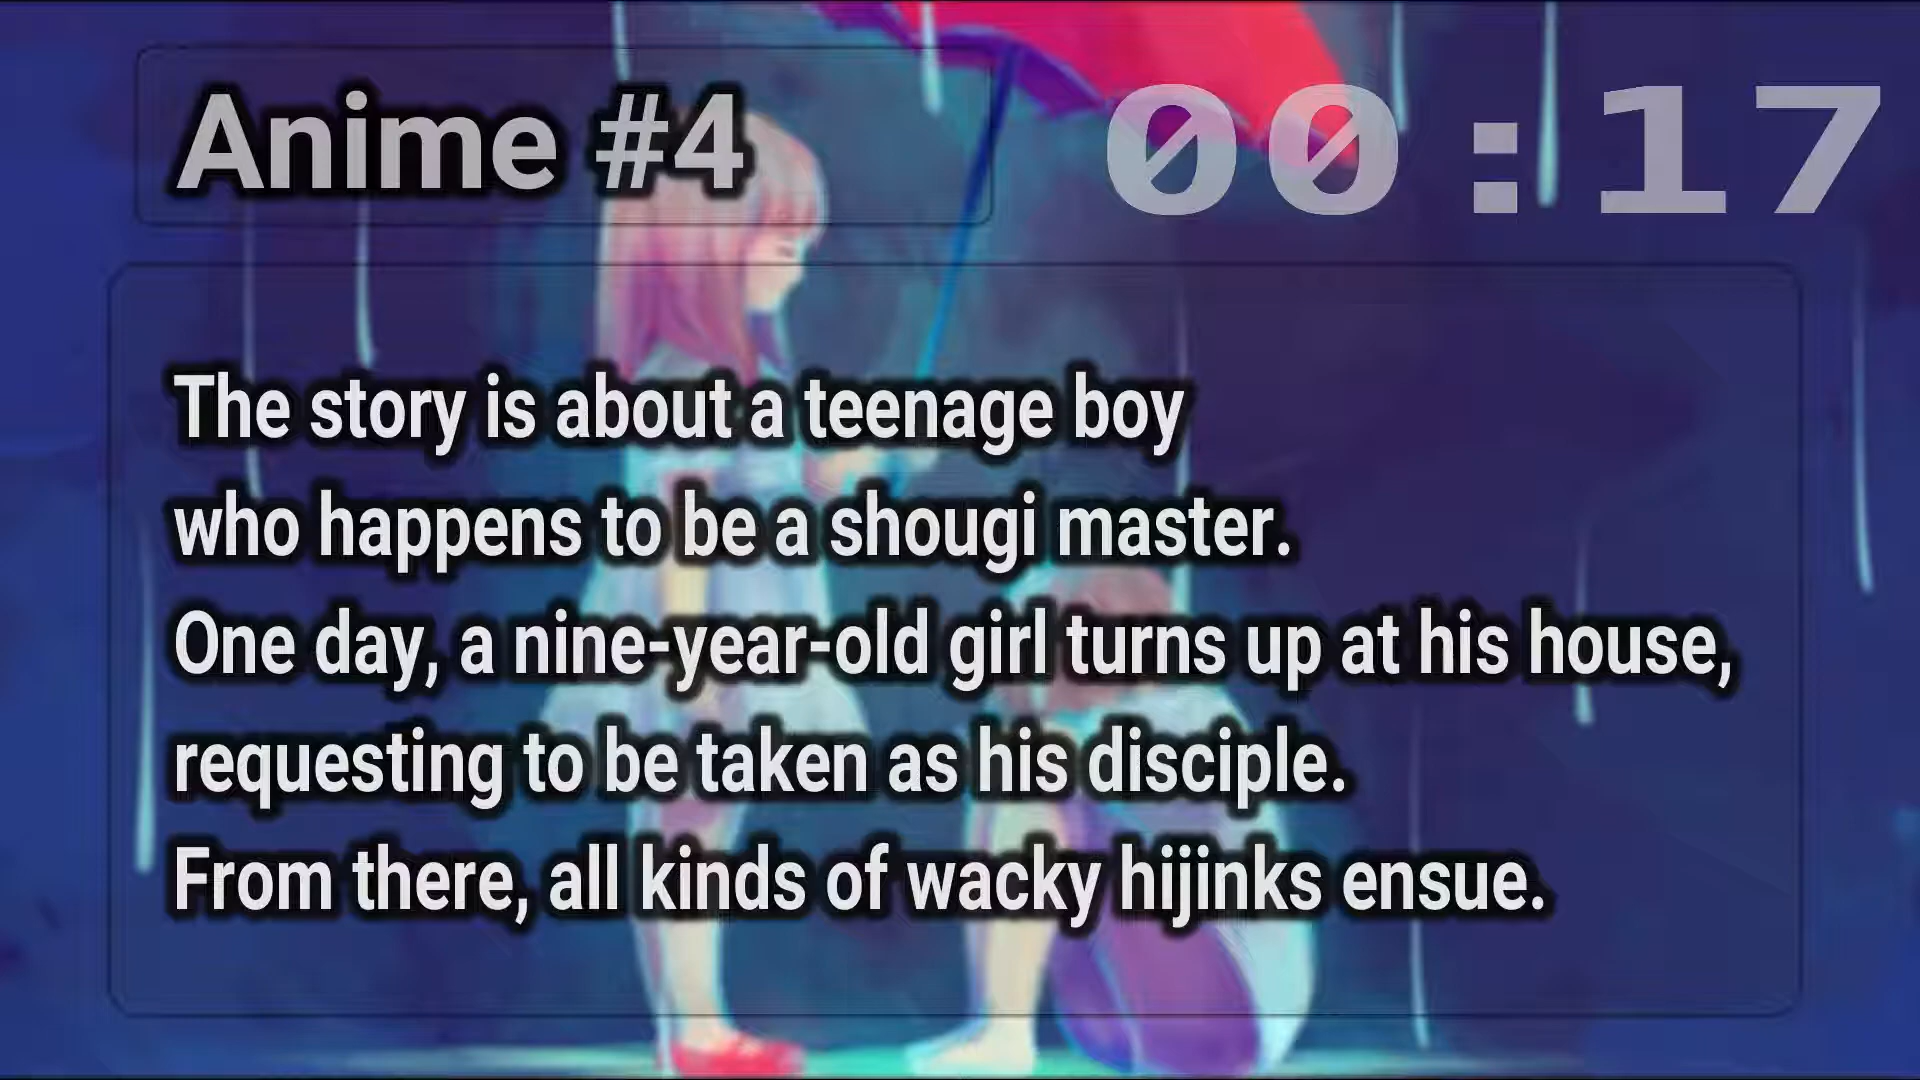 Anime #4
00:17
The story is about a teenage boy
who happens to be a shougi master.
One day, a nine-year-old girl turns up at his house,
requesting to be taken as his disciple.
From there, all kinds of wacky hijinks ensue.